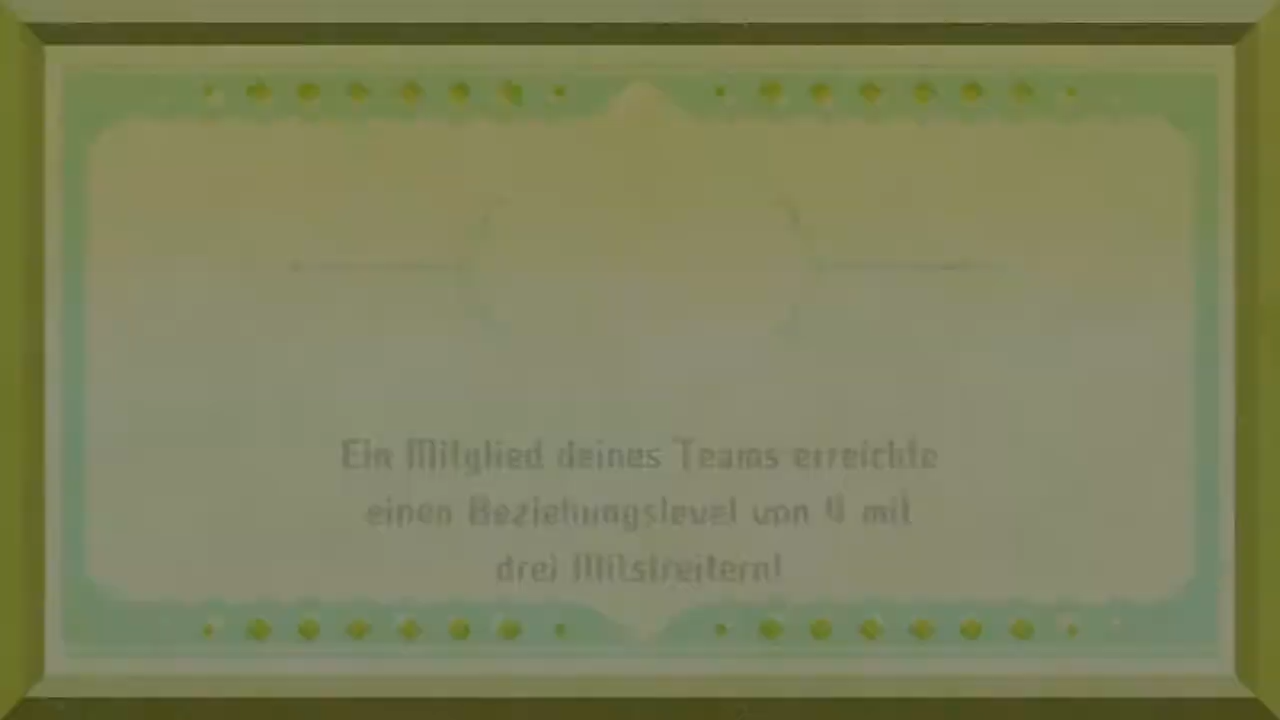 Ein Mitglied deines Teams erreichte
einen Beziehungslevel von 4 mit
drei Mitstreitern!